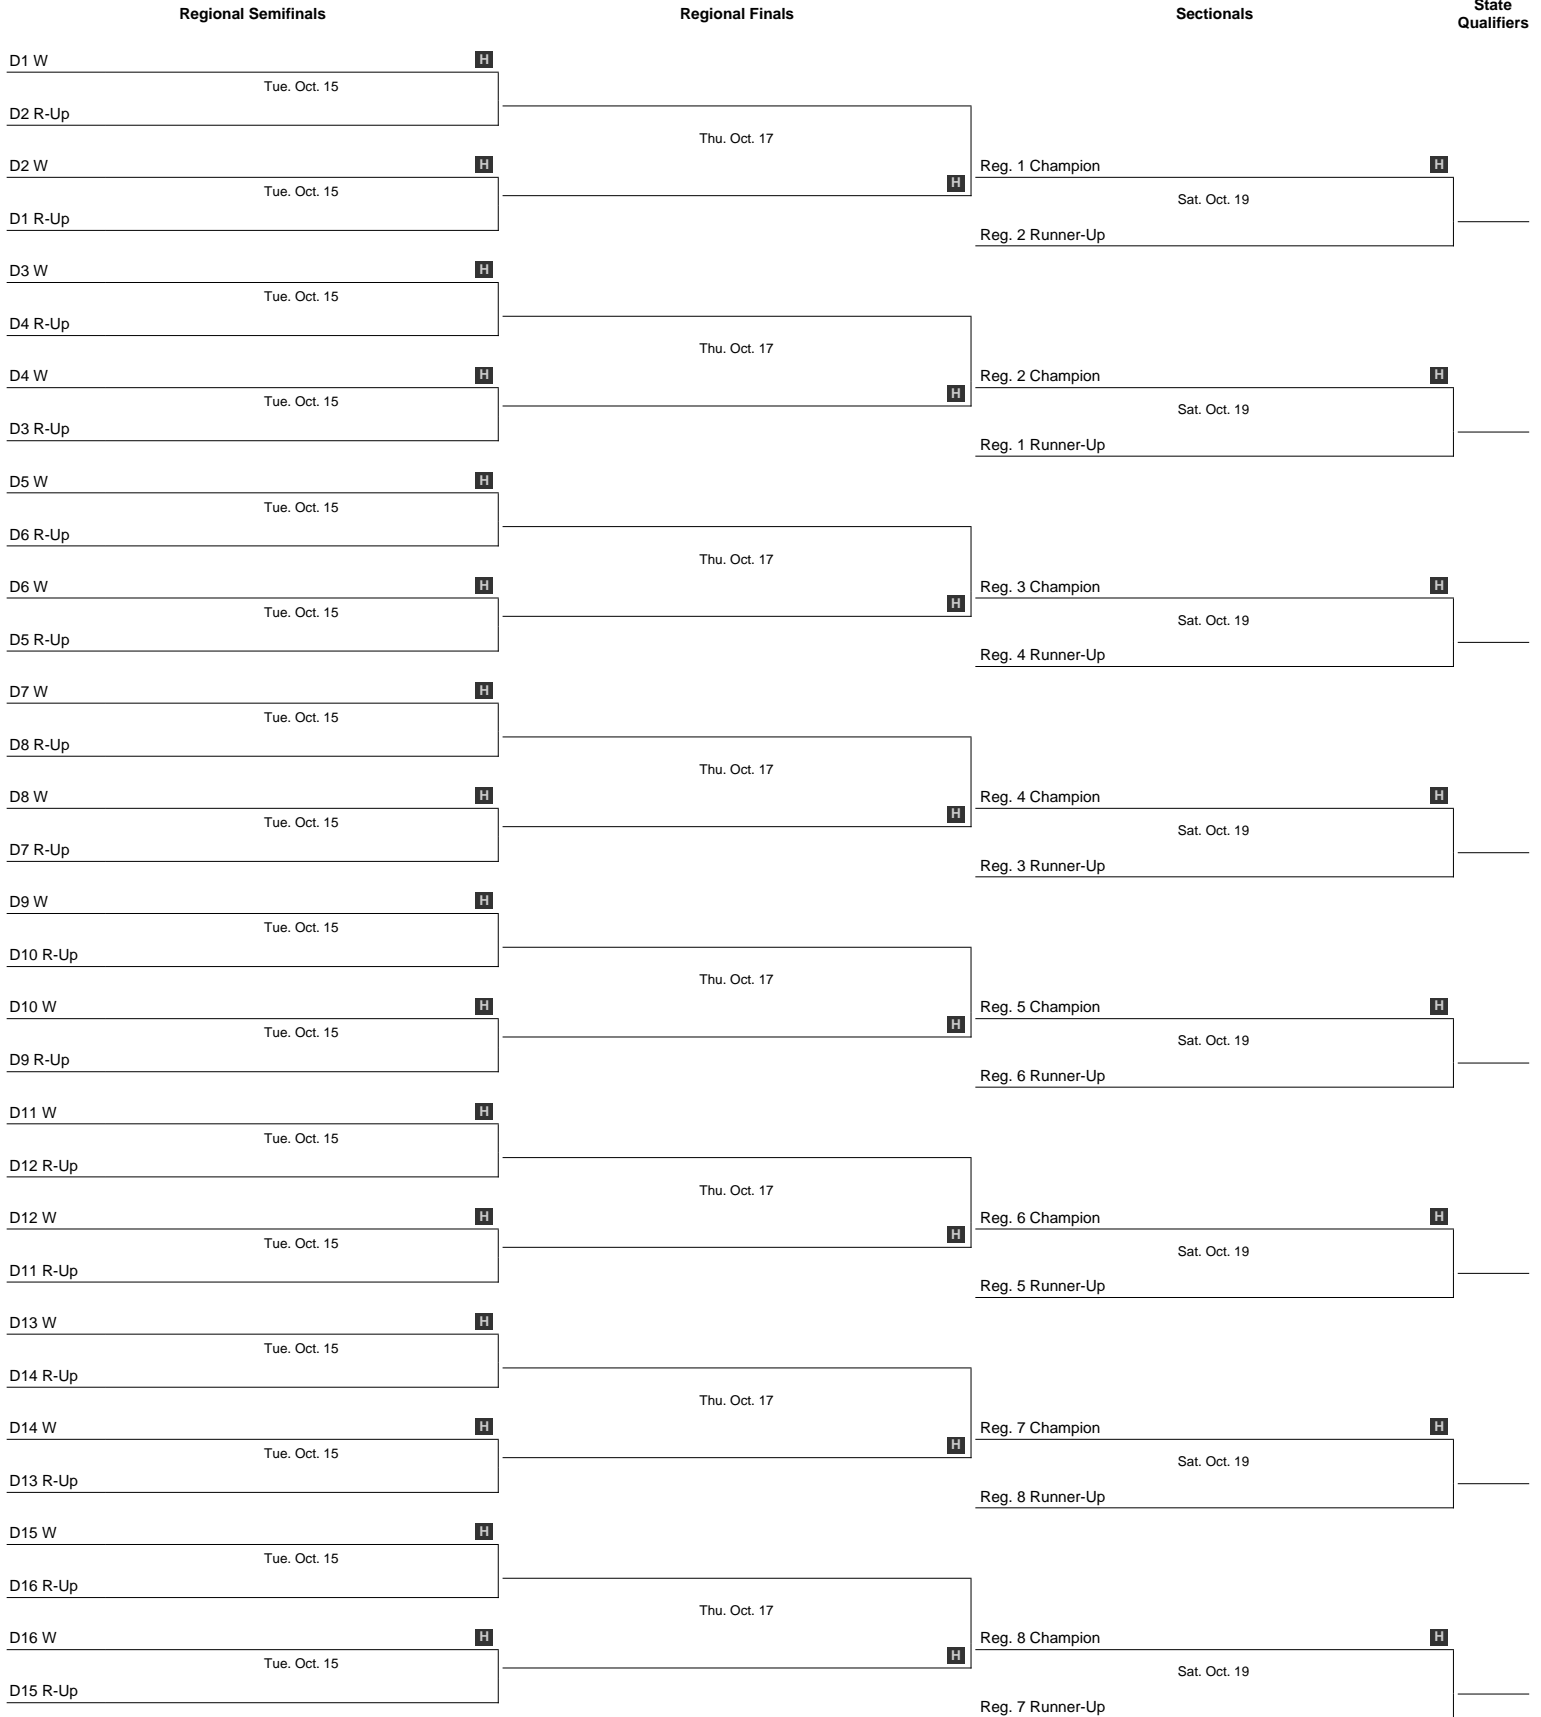 Regional Semifinals
Regional Finals
Sectionals
State
Qualifiers
D1 W H
Tue. Oct. 15
D2 R-Up
D2 W H
Tue. Oct. 15
D1 R-Up
Thu. Oct. 17
H
Reg. 1 Champion H
Sat. Oct. 19
Reg. 2 Runner-Up
D3 W H
Tue. Oct. 15
D4 R-Up
D4 W H
Tue. Oct. 15
D3 R-Up
Thu. Oct. 17
H
Reg. 2 Champion H
Sat. Oct. 19
Reg. 1 Runner-Up
D5 W H
Tue. Oct. 15
D6 R-Up
D6 W H
Tue. Oct. 15
D5 R-Up
Thu. Oct. 17
H
Reg. 3 Champion H
Sat. Oct. 19
Reg. 4 Runner-Up
D7 W H
Tue. Oct. 15
D8 R-Up
D8 W H
Tue. Oct. 15
D7 R-Up
Thu. Oct. 17
H
Reg. 4 Champion H
Sat. Oct. 19
Reg. 3 Runner-Up
D9 W H
Tue. Oct. 15
D10 R-Up
D10 W H
Tue. Oct. 15
D9 R-Up
Thu. Oct. 17
H
Reg. 5 Champion H
Sat. Oct. 19
Reg. 6 Runner-Up
D11 W H
Tue. Oct. 15
D12 R-Up
D12 W H
Tue. Oct. 15
D11 R-Up
Thu. Oct. 17
H
Reg. 6 Champion H
Sat. Oct. 19
Reg. 5 Runner-Up
D13 W H
Tue. Oct. 15
D14 R-Up
D14 W H
Tue. Oct. 15
D13 R-Up
Thu. Oct. 17
H
Reg. 7 Champion H
Sat. Oct. 19
Reg. 8 Runner-Up
D15 W H
Tue. Oct. 15
D16 R-Up
D16 W H
Tue. Oct. 15
D15 R-Up
Thu. Oct. 17
H
Reg. 8 Champion H
Sat. Oct. 19
Reg. 7 Runner-Up